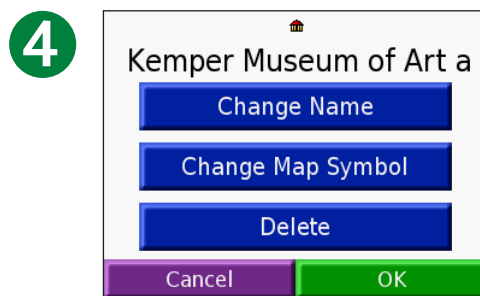 4
Kemper Museum of Art a
Change Name
Change Map Symbol
Delete
Cancel OK